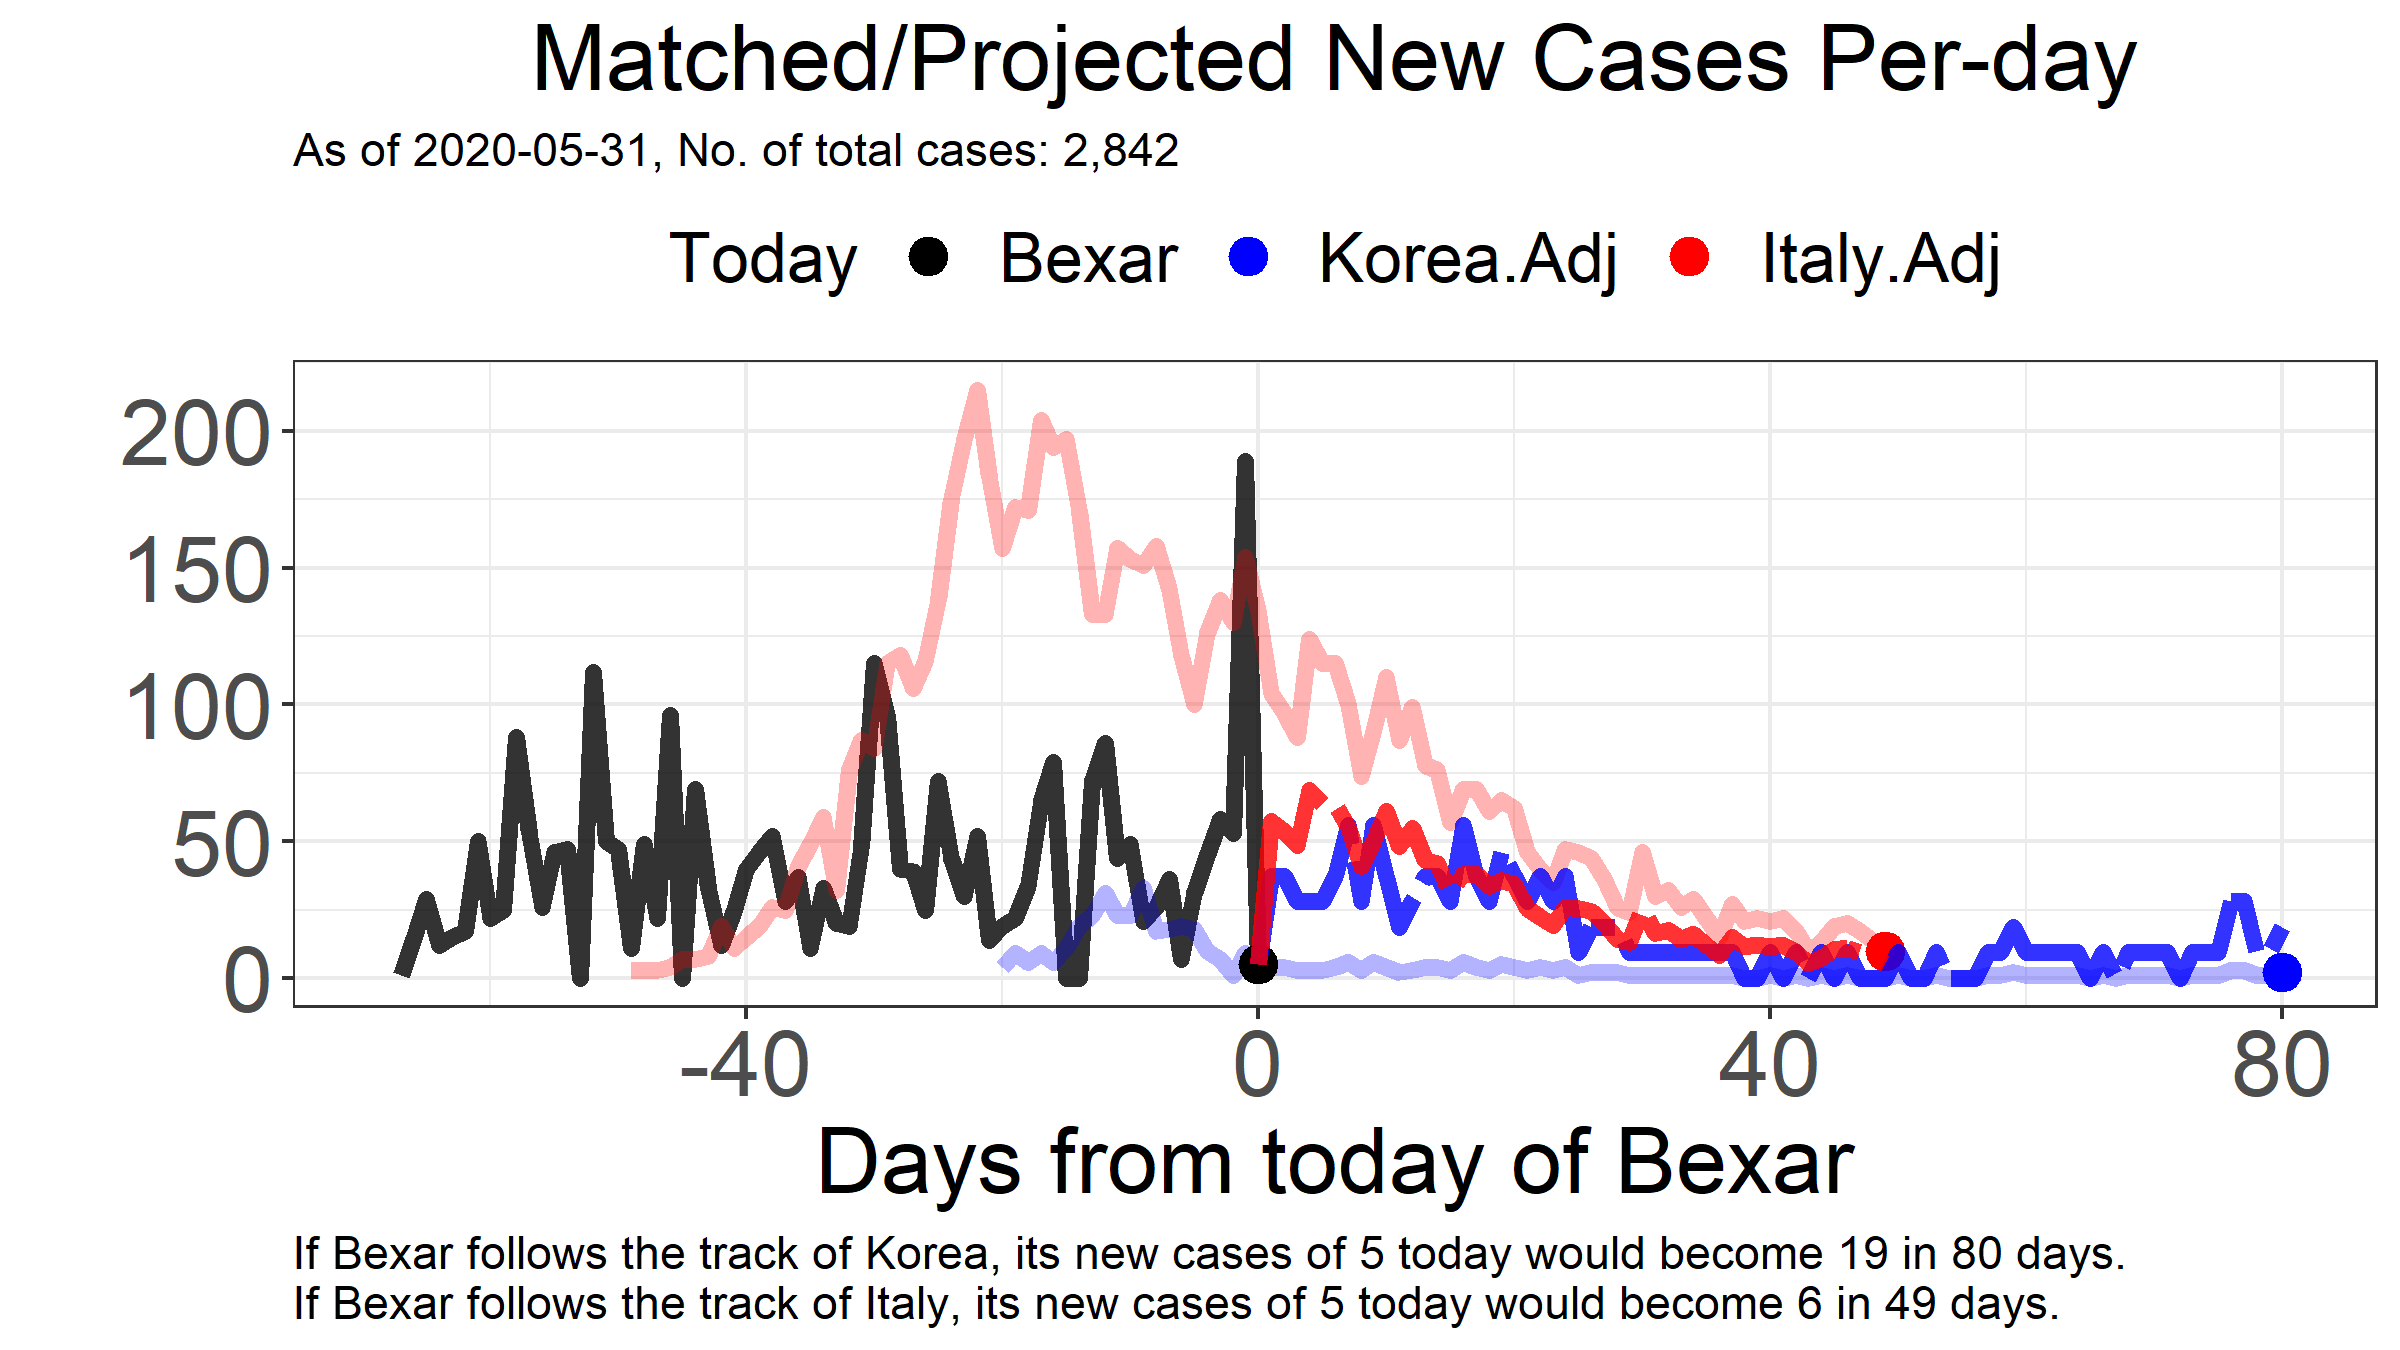 Matched/Projected New Cases Per-day
As of 2020-05-31, No. of total cases: 2,842
Today Bexar Korea.Adj Italy.Adj
200
150
100
50
0
-40 0 40 80
Days from today of Bexar
If Bexar follows the track of Korea, its new cases of 5 today would become 19 in 80 days.
If Bexar follows the track of Italy, its new cases of 5 today would become 6 in 49 days.